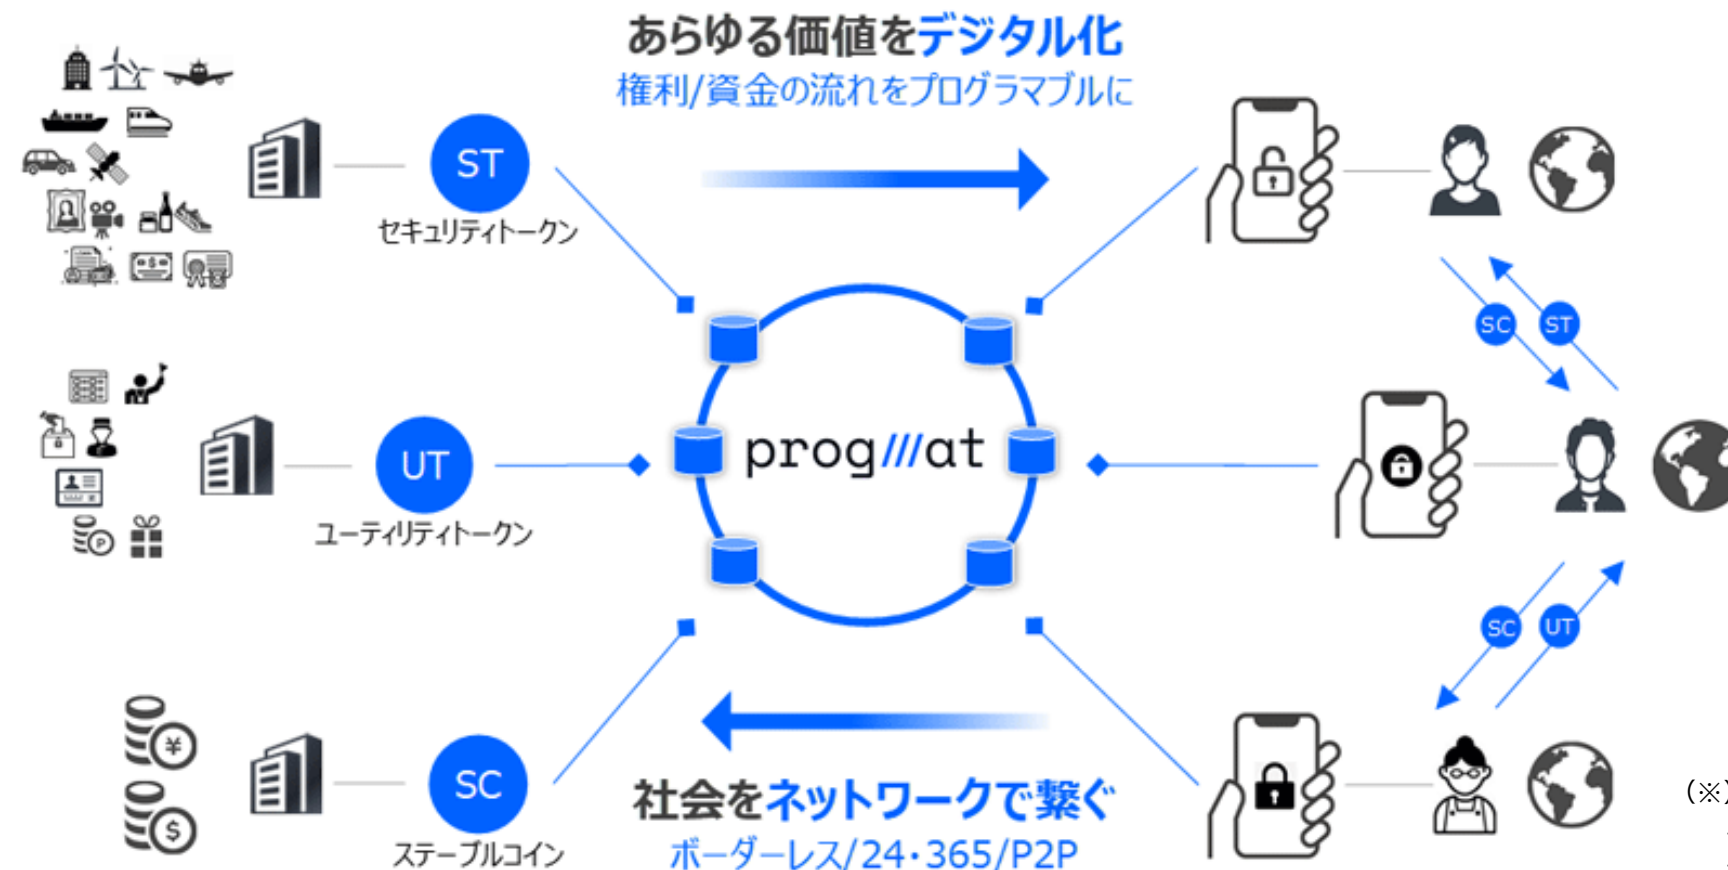 あらゆる価値をデジタル化
権利/資金の流れをプログラマブルに
ST
セキュリティトークン
SC
ST
UT
ユーティリティトークン
prog///at
SC
UT
SC
ステーブルコイン
社会をネットワークで繋ぐ
ボーダーレス/24・365/P2P
¥
$
$
P
(※)